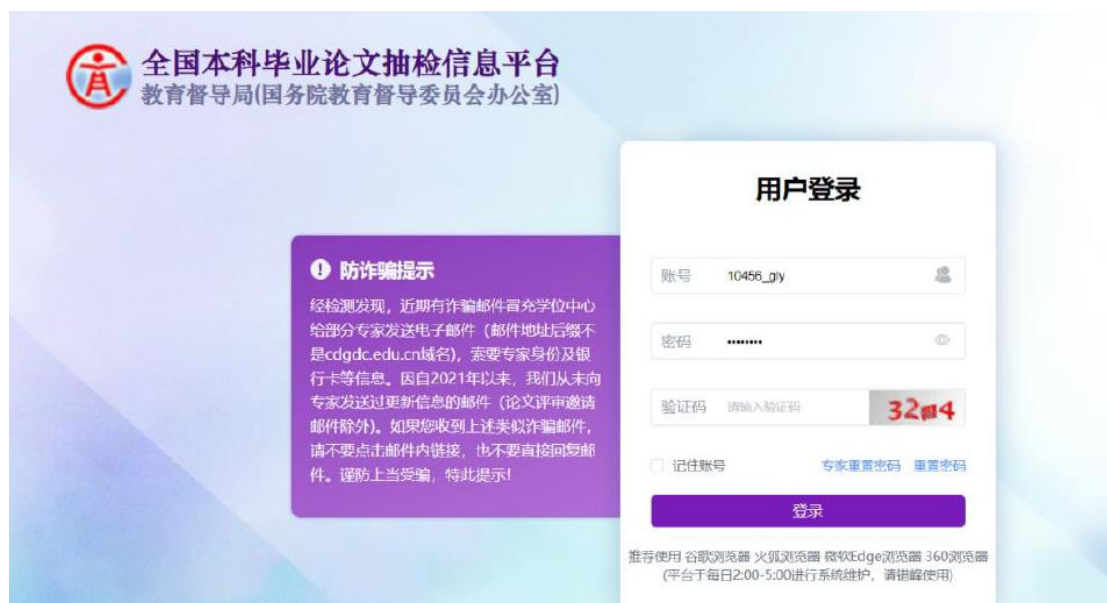 全国本科毕业论文抽检信息平台
教育督导局(国务院教育督导委员会办公室)
用户登录
防诈骗提示
经检测发现，近期有诈骗邮件冒充学位中心
给部分专家发送电子邮件（邮件地址后缀不
是cdgdc.edu.cn域名），索要专家身份及银
行卡等信息。因自2021年以来，我们从未向
专家发送过更新信息的邮件（论文评审邀请
邮件除外）。如果您收到上述类似诈骗邮件，
请不要点击邮件内链接，也不要直接回复邮
件。谨防上当受骗，特此提示!
账号 10456_gly
密码 ••••••••
验证码 请输入验证码
记住账号 专家重置密码 重置密码
登录
推荐使用 谷歌浏览器 火狐浏览器 微软Edge浏览器 360浏览器
(平台于每日2:00-5:00进行系统维护，请错峰使用)